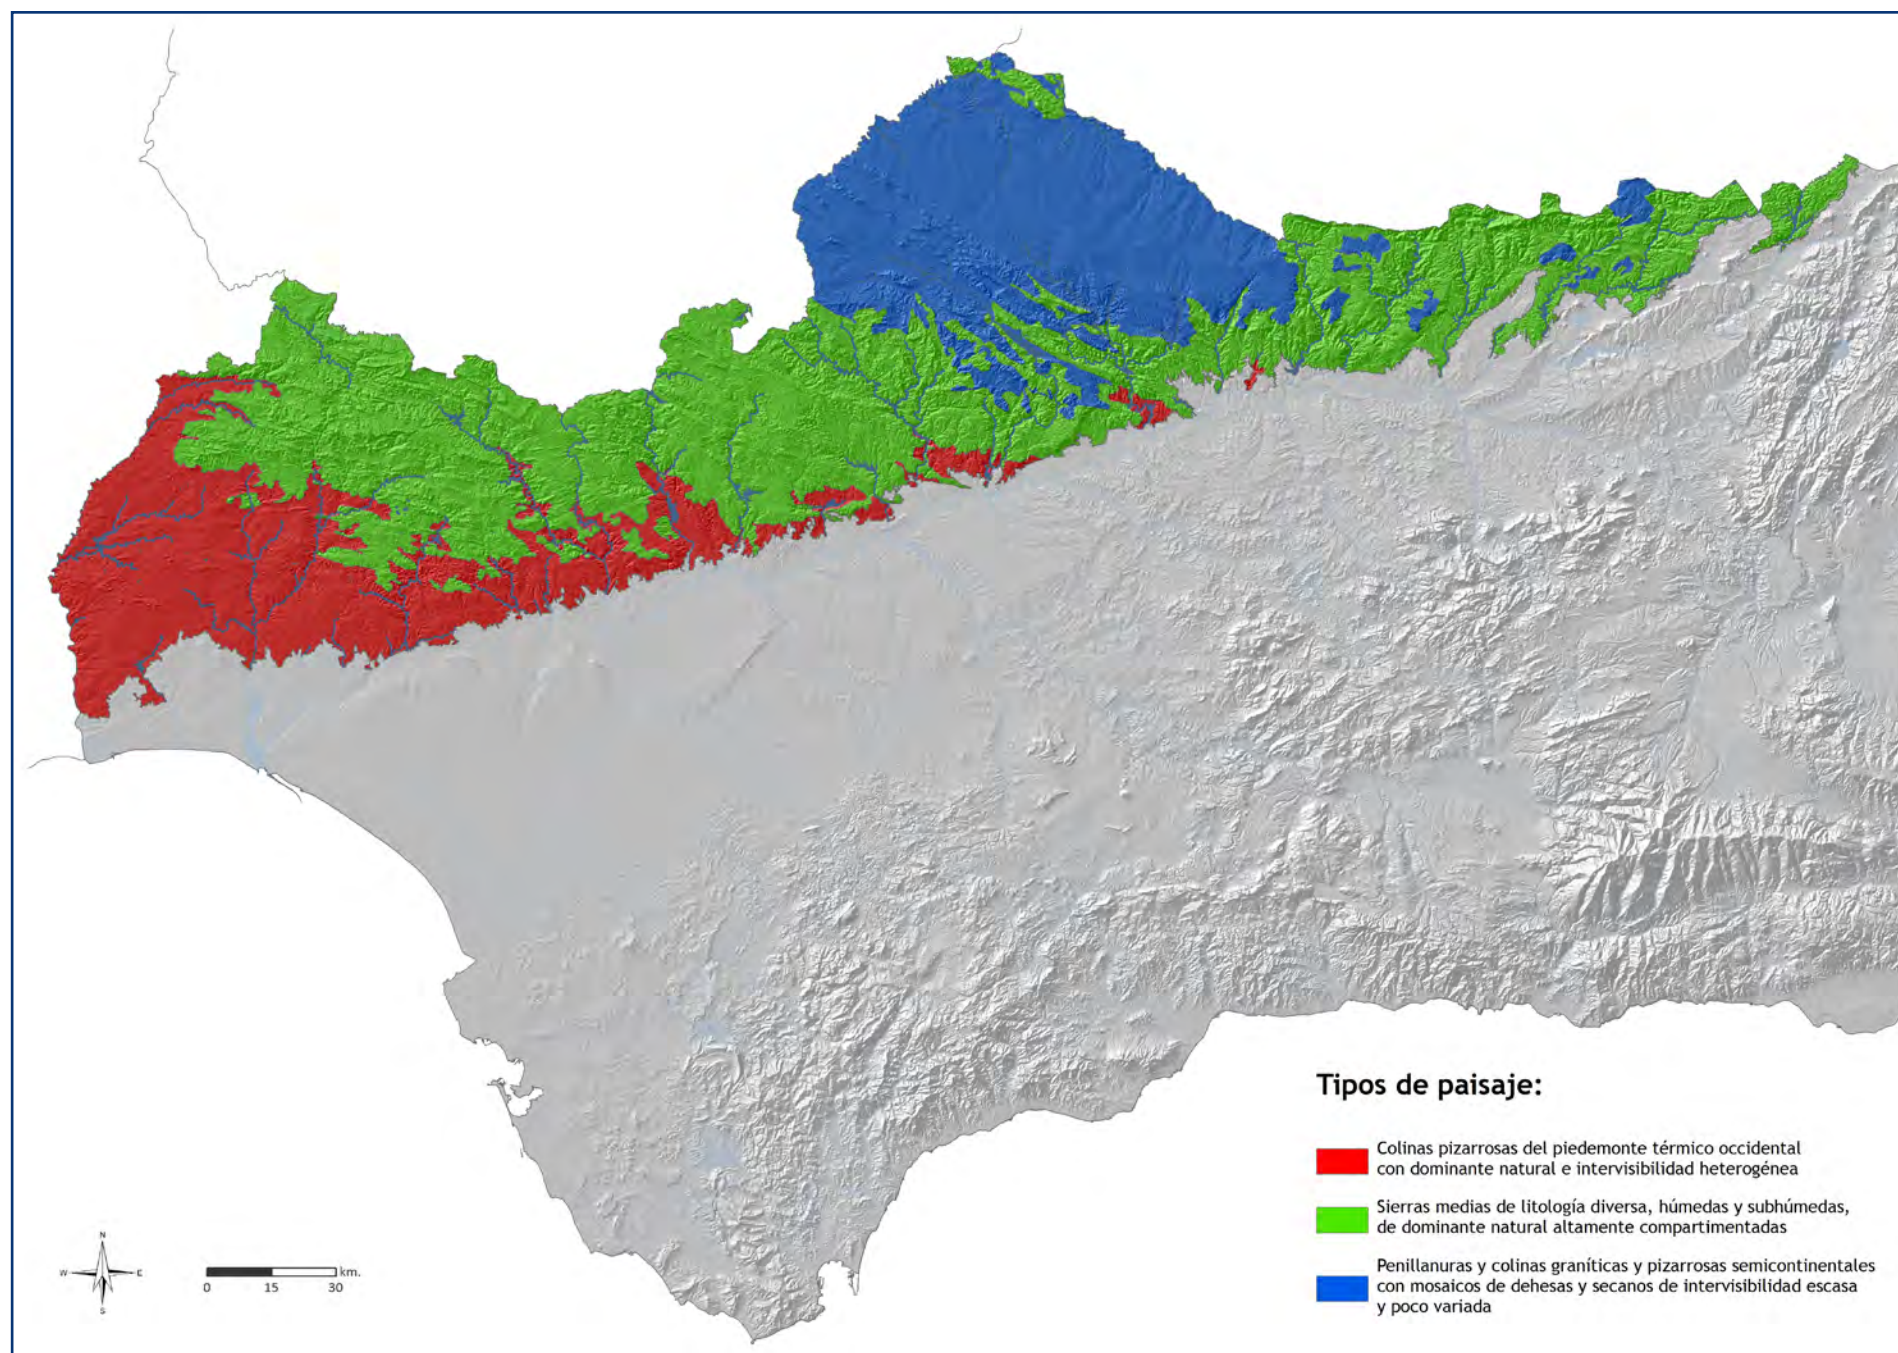 Tipos de paisaje:
Colinas pizarrosas del piedemonte térmico occidental
con dominante natural e intervisibilidad heterogénea
Sierras medias de litología diversa, húmedas y subhúmedas,
de dominante natural altamente compartimentadas
Penillanuras y colinas graníticas y pizarrosas semicontinentales
con mosaicos de dehesas y secanos de intervisibilidad escasa
y poco variada
N
W E
S
km.
0 15 30